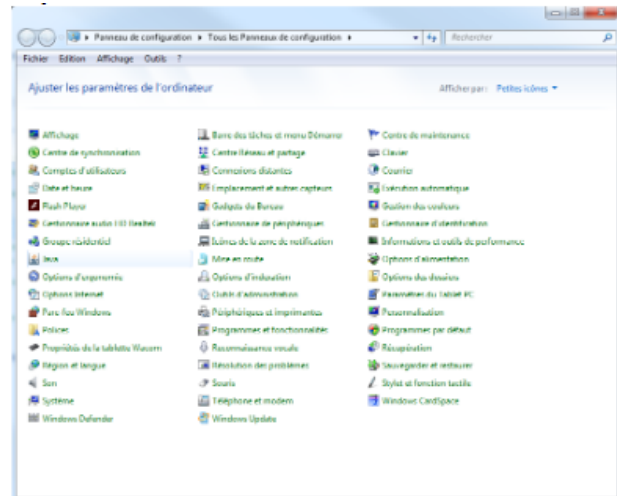 Panneau de configuration ▸ Tous les Panneaux de configuration ▸
Rechercher
Fichier Edition Affichage Outils ?
Ajuster les paramètres de l'ordinateur
Afficher par : Petites icônes
Affichage
Barre des tâches et menu Démarrer
Centre de maintenance
Centre de synchronisation
Centre Réseau et partage
Clavier
Comptes d'utilisateurs
Connexions distantes
Courrier
Date et heure
Emplacement et autres capteurs
Exécution automatique
Flash Player
Gadgets du Bureau
Gestion des couleurs
Gestionnaire audio HD Realtek
Gestionnaire de périphériques
Gestionnaire d'identification
Groupe résidentiel
Icônes de la zone de notification
Informations et outils de performance
Java
Mise en route
Options d'alimentation
Options d'ergonomie
Options d'indexation
Options des dossiers
Options Internet
Outils d'administration
Paramètres du Tablet PC
Pare-feu Windows
Périphériques et imprimantes
Personnalisation
Polices
Programmes et fonctionnalités
Programmes par défaut
Propriétés de la tablette Wacom
Reconnaissance vocale
Récupération
Région et langue
Résolution des problèmes
Sauvegarder et restaurer
Son
Souris
Stylet et fonction tactile
Système
Téléphone et modem
Windows CardSpace
Windows Defender
Windows Update